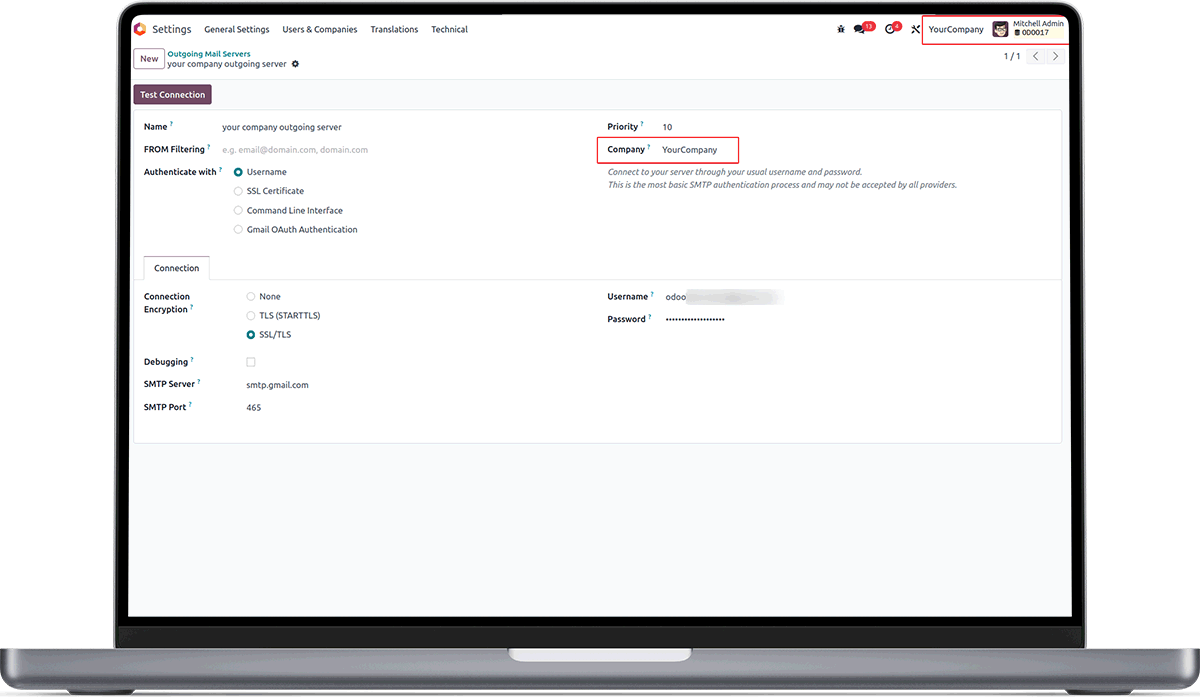 Settings General Settings Users & Companies Translations Technical 13 4 YourCompany Mitchell Admin
000017
New Outgoing Mail Servers
your company outgoing server
1 / 1
Test Connection
Name ? your company outgoing server
Priority ? 10
FROM Filtering ? e.g. email@domain.com, domain.com
Company ? YourCompany
Authenticate with ? Username
Connect to your server through your usual username and password.
This is the most basic SMTP authentication process and may not be accepted by all providers.
SSL Certificate
Command Line Interface
Gmail OAuth Authentication
Connection
Connection
Encryption ?
None
TLS (STARTTLS)
SSL/TLS
Username ? odoo
Password ? ••••••••••••••••••
Debugging ?
SMTP Server ? smtp.gmail.com
SMTP Port ? 465